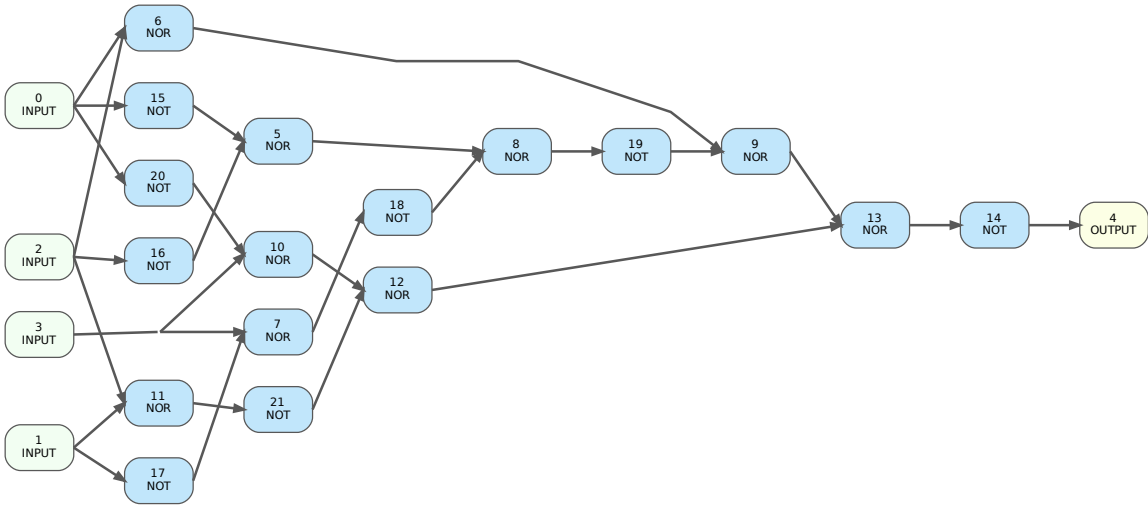 6
NOR
0
INPUT
15
NOT
5
NOR
8
NOR
19
NOT
9
NOR
20
NOT
18
NOT
13
NOR
14
NOT
4
OUTPUT
2
INPUT
16
NOT
10
NOR
12
NOR
3
INPUT
7
NOR
11
NOR
21
NOT
1
INPUT
17
NOT